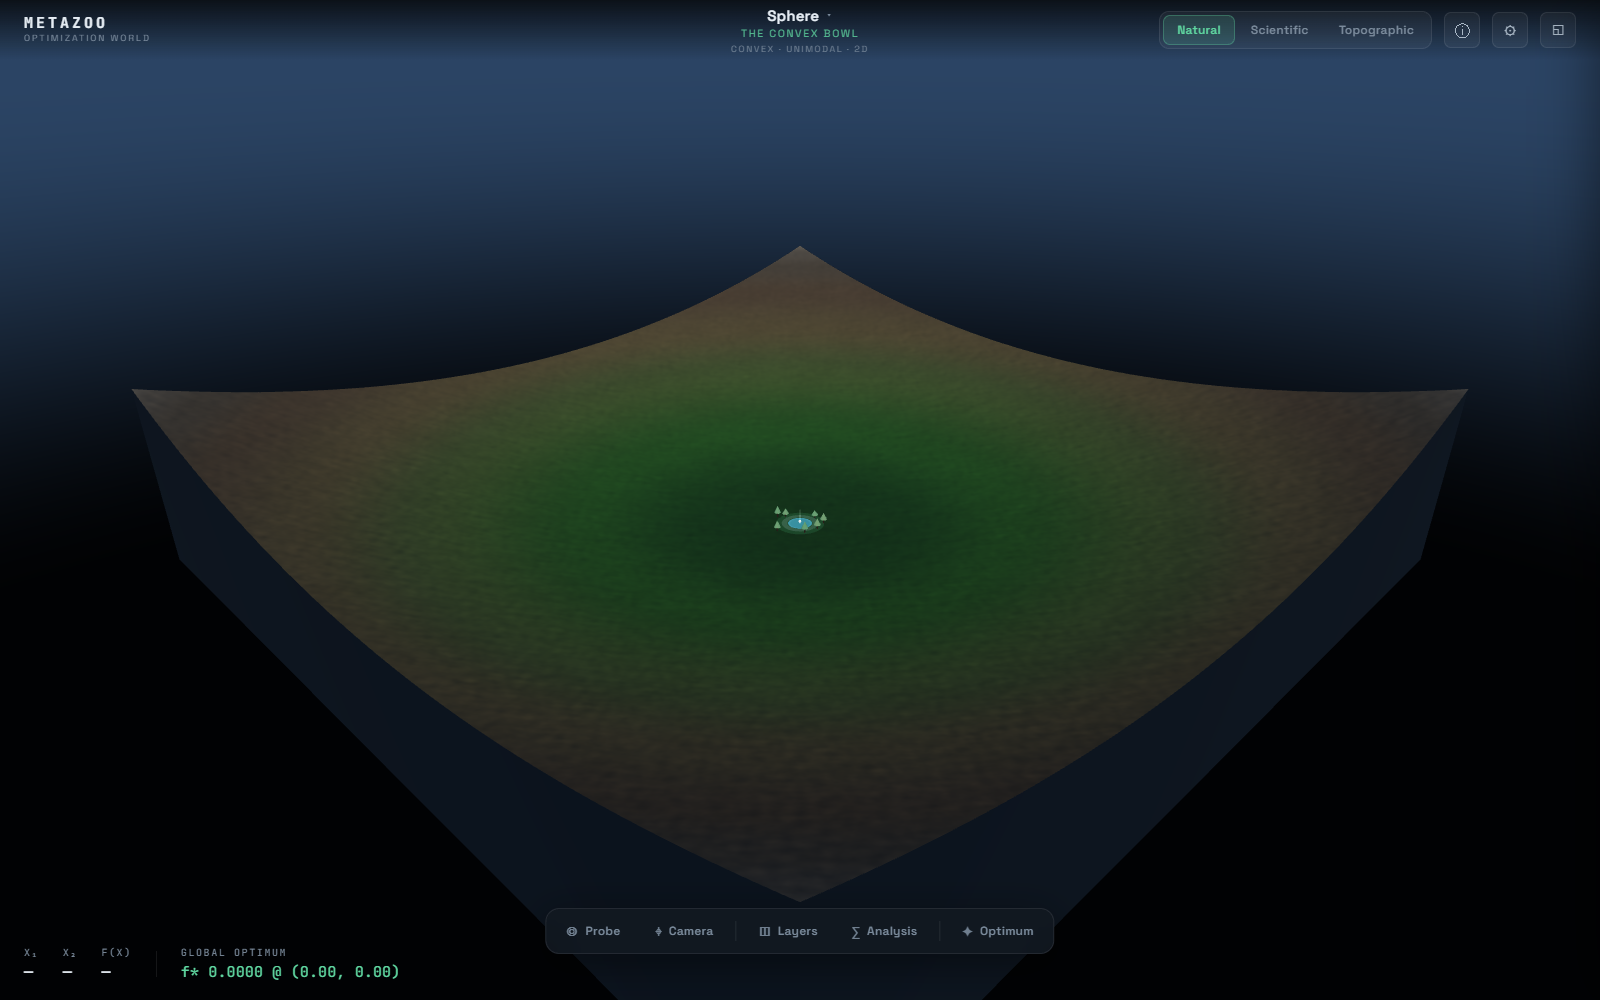 METAZOO
OPTIMIZATION WORLD
Sphere
THE CONVEX BOWL
CONVEX · UNIMODAL · 2D
Natural
Scientific
Topographic
Probe
Camera
Layers
∑ Analysis
Optimum
X₁ X₂ F(X)
— — —
GLOBAL OPTIMUM
f* 0.0000 @ (0.00, 0.00)